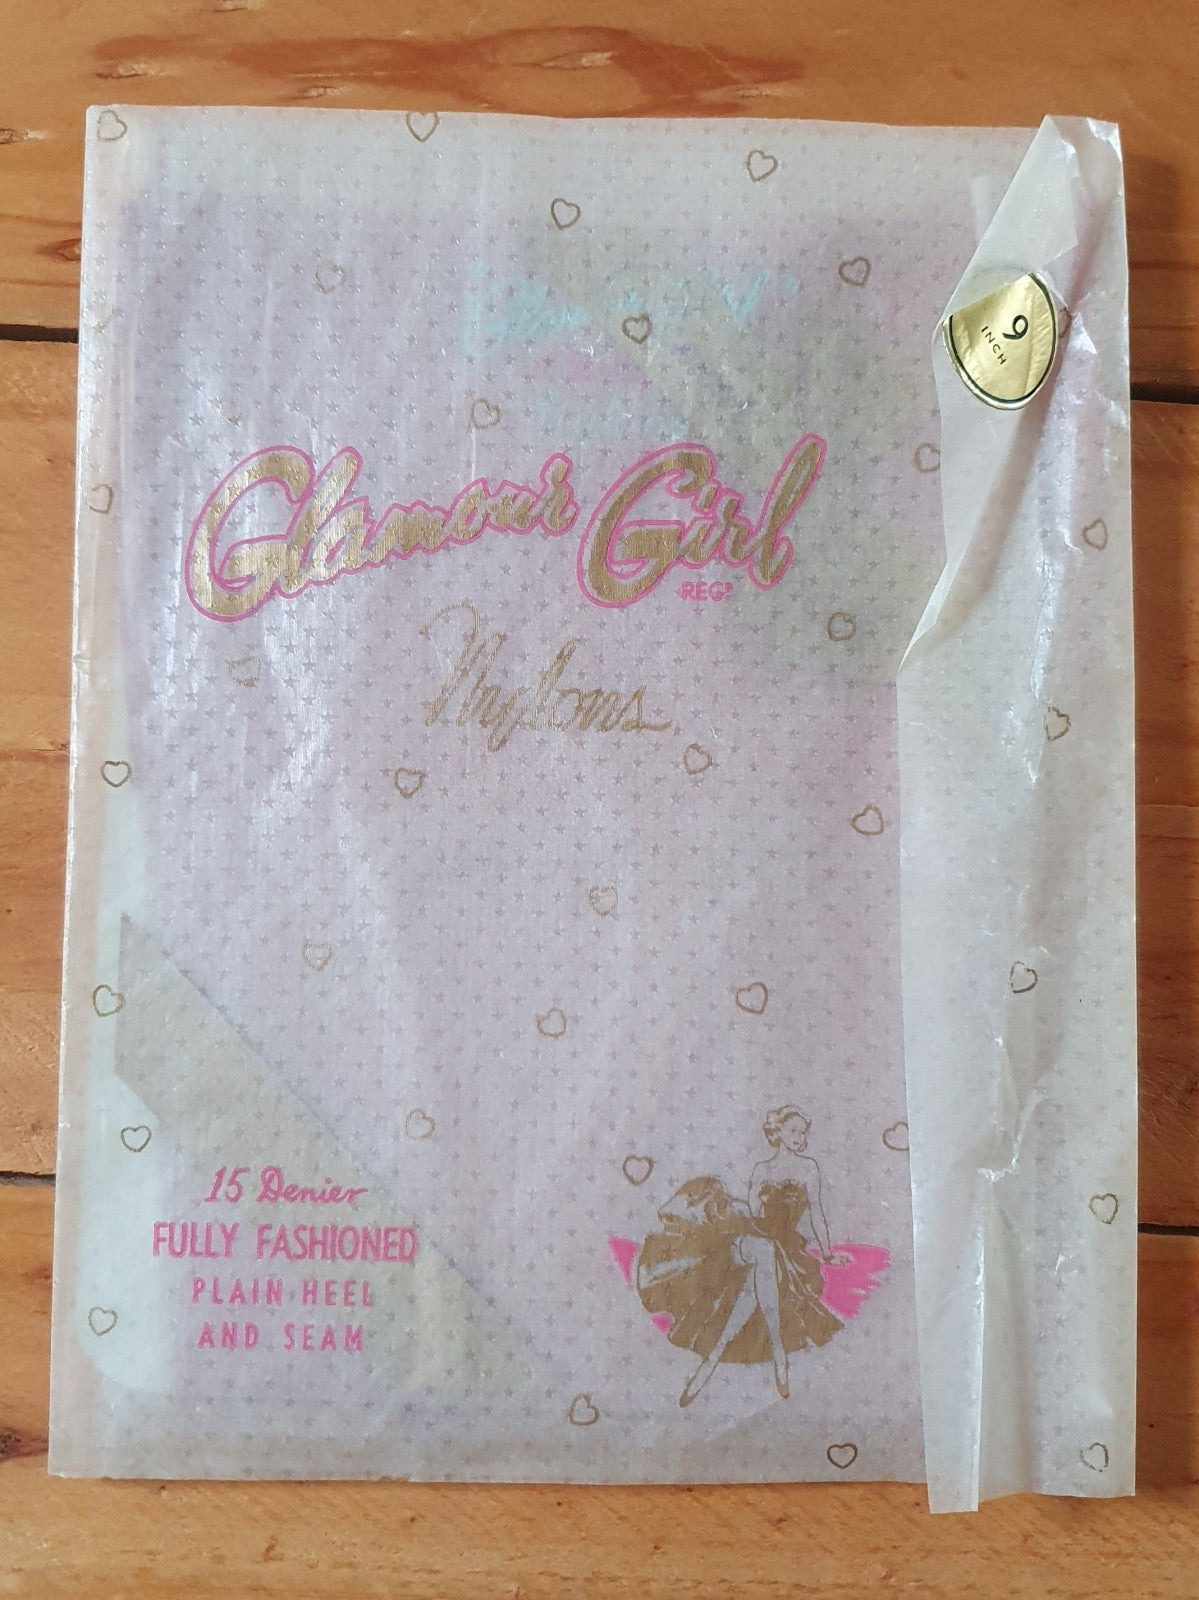 9
INCH
Glamour Girl
REGD
Nylons
15 Denier
FULLY FASHIONED
PLAIN HEEL
AND SEAM